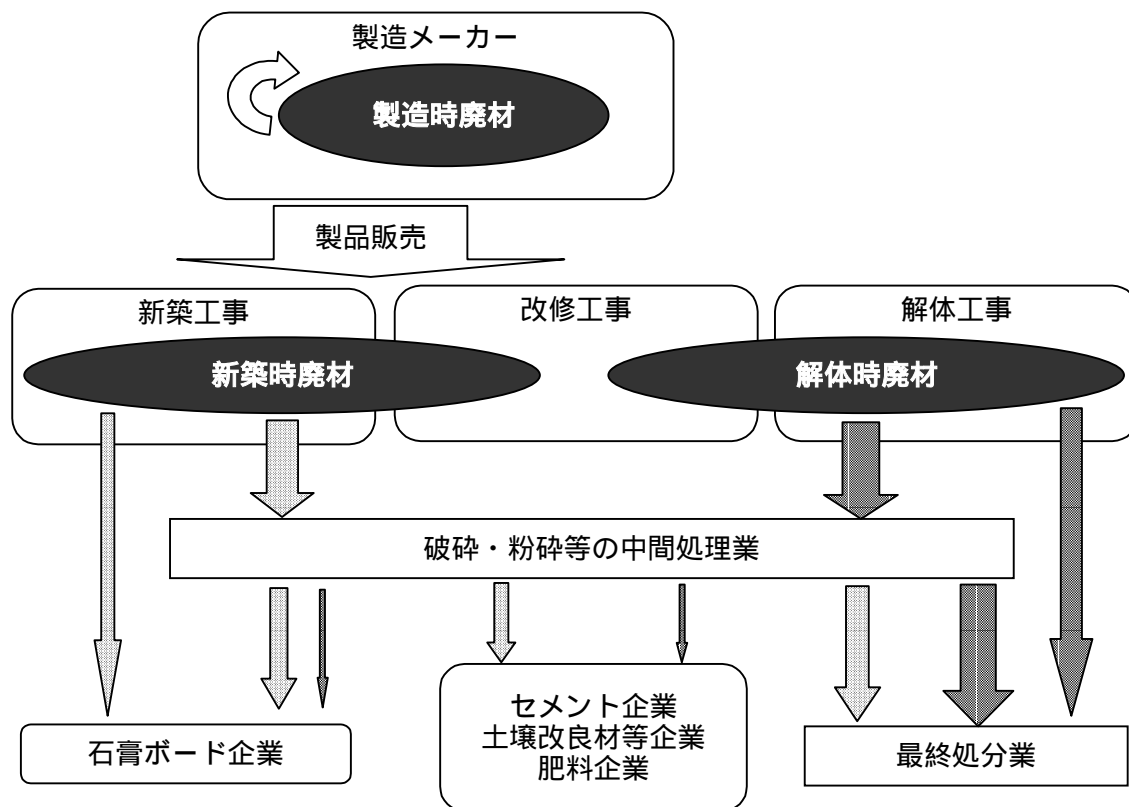 製造メーカー
製造時廃材
製品販売
新築工事
改修工事
解体工事
新築時廃材
解体時廃材
破砕・粉砕等の中間処理業
石膏ボード企業
セメント企業
土壌改良材等企業
肥料企業
最終処分業